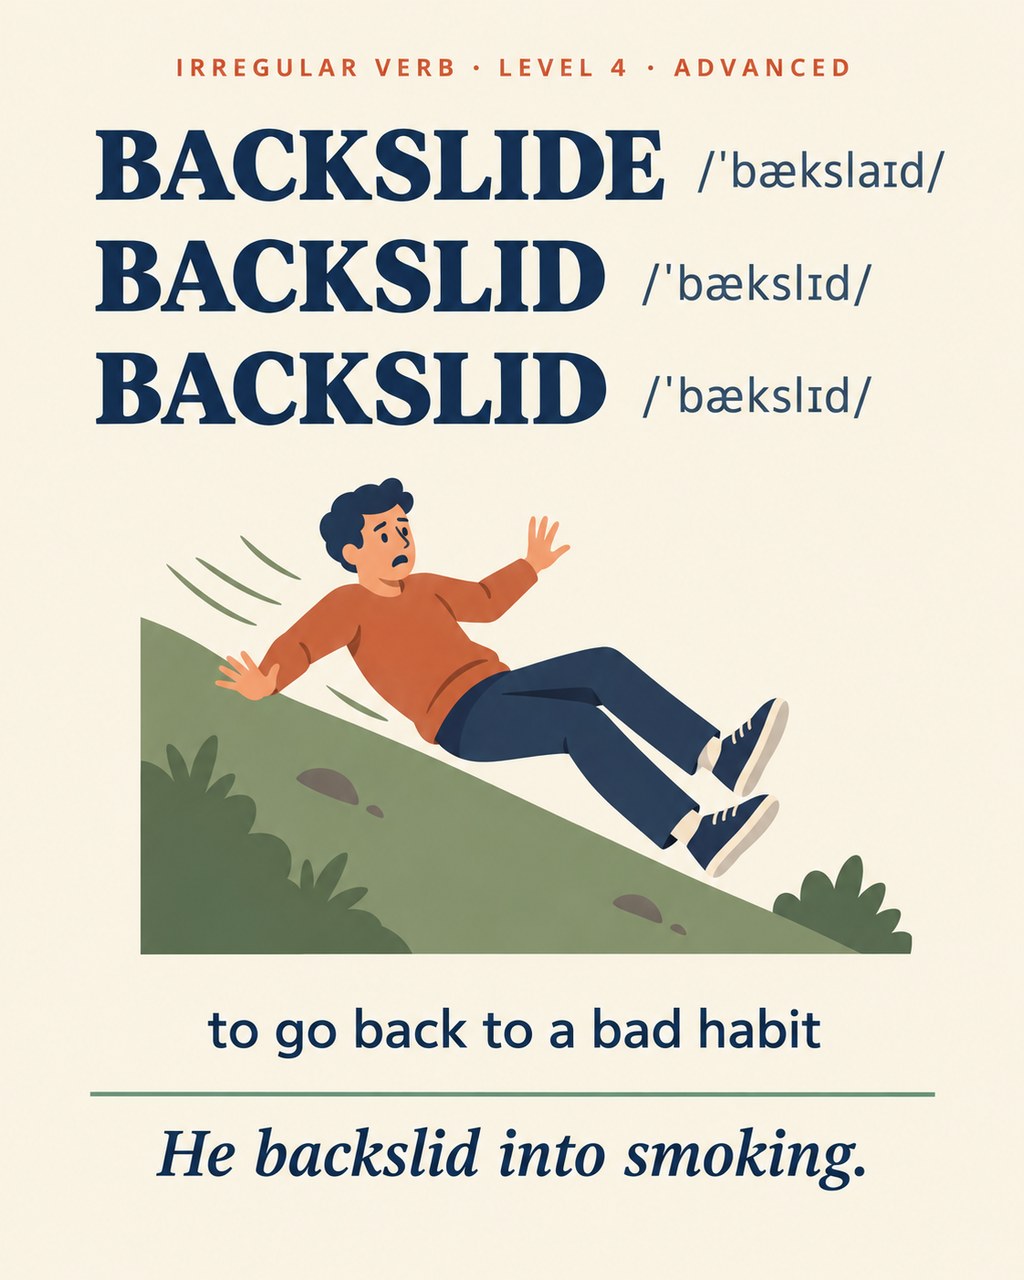 IRREGULAR VERB · LEVEL 4 · ADVANCED
BACKSLIDE /ˈbækslaɪd/
BACKSLID /ˈbækslɪd/
BACKSLID /ˈbækslɪd/
to go back to a bad habit
He backslid into smoking.